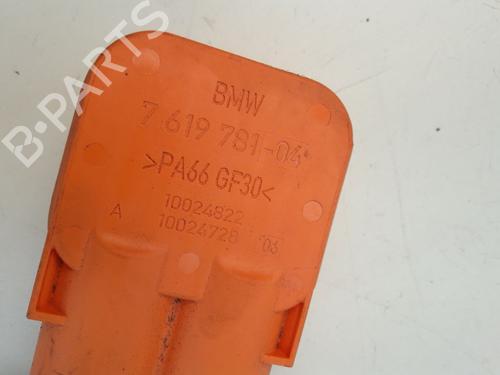 BMW
7 619 781-04
>PA66 GF30<
10024822
A 10024728 06
B-PARTS